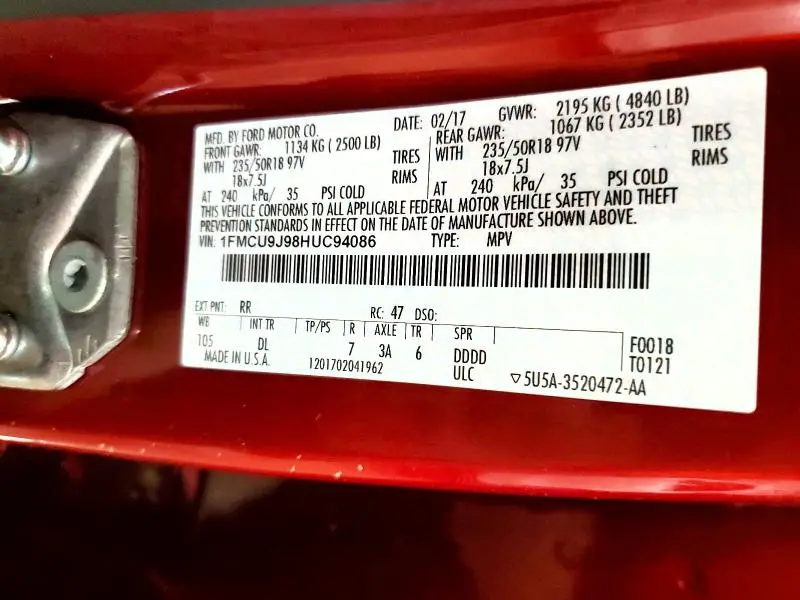 MFD. BY FORD MOTOR CO. DATE: 02/17 GVWR: 2195 KG ( 4840 LB)
FRONT GAWR: 1134 KG ( 2500 LB) REAR GAWR: 1067 KG ( 2352 LB)
WITH 235/50R18 97V TIRES WITH 235/50R18 97V TIRES
18x7.5J RIMS 18x7.5J RIMS
AT 240 kPa/ 35 PSI COLD AT 240 kPa/ 35 PSI COLD
THIS VEHICLE CONFORMS TO ALL APPLICABLE FEDERAL MOTOR VEHICLE SAFETY AND THEFT
PREVENTION STANDARDS IN EFFECT ON THE DATE OF MANUFACTURE SHOWN ABOVE.
VIN: 1FMCU9J98HUC94086 TYPE: MPV
EXT PNT: RR RC: 47 DSO:
WB INT TR TP/PS R AXLE TR SPR F0018
105 DL 7 3A 6 DDDD T0121
MADE IN U.S.A. 1201702041962 ULC ▽5U5A-3520472-AA